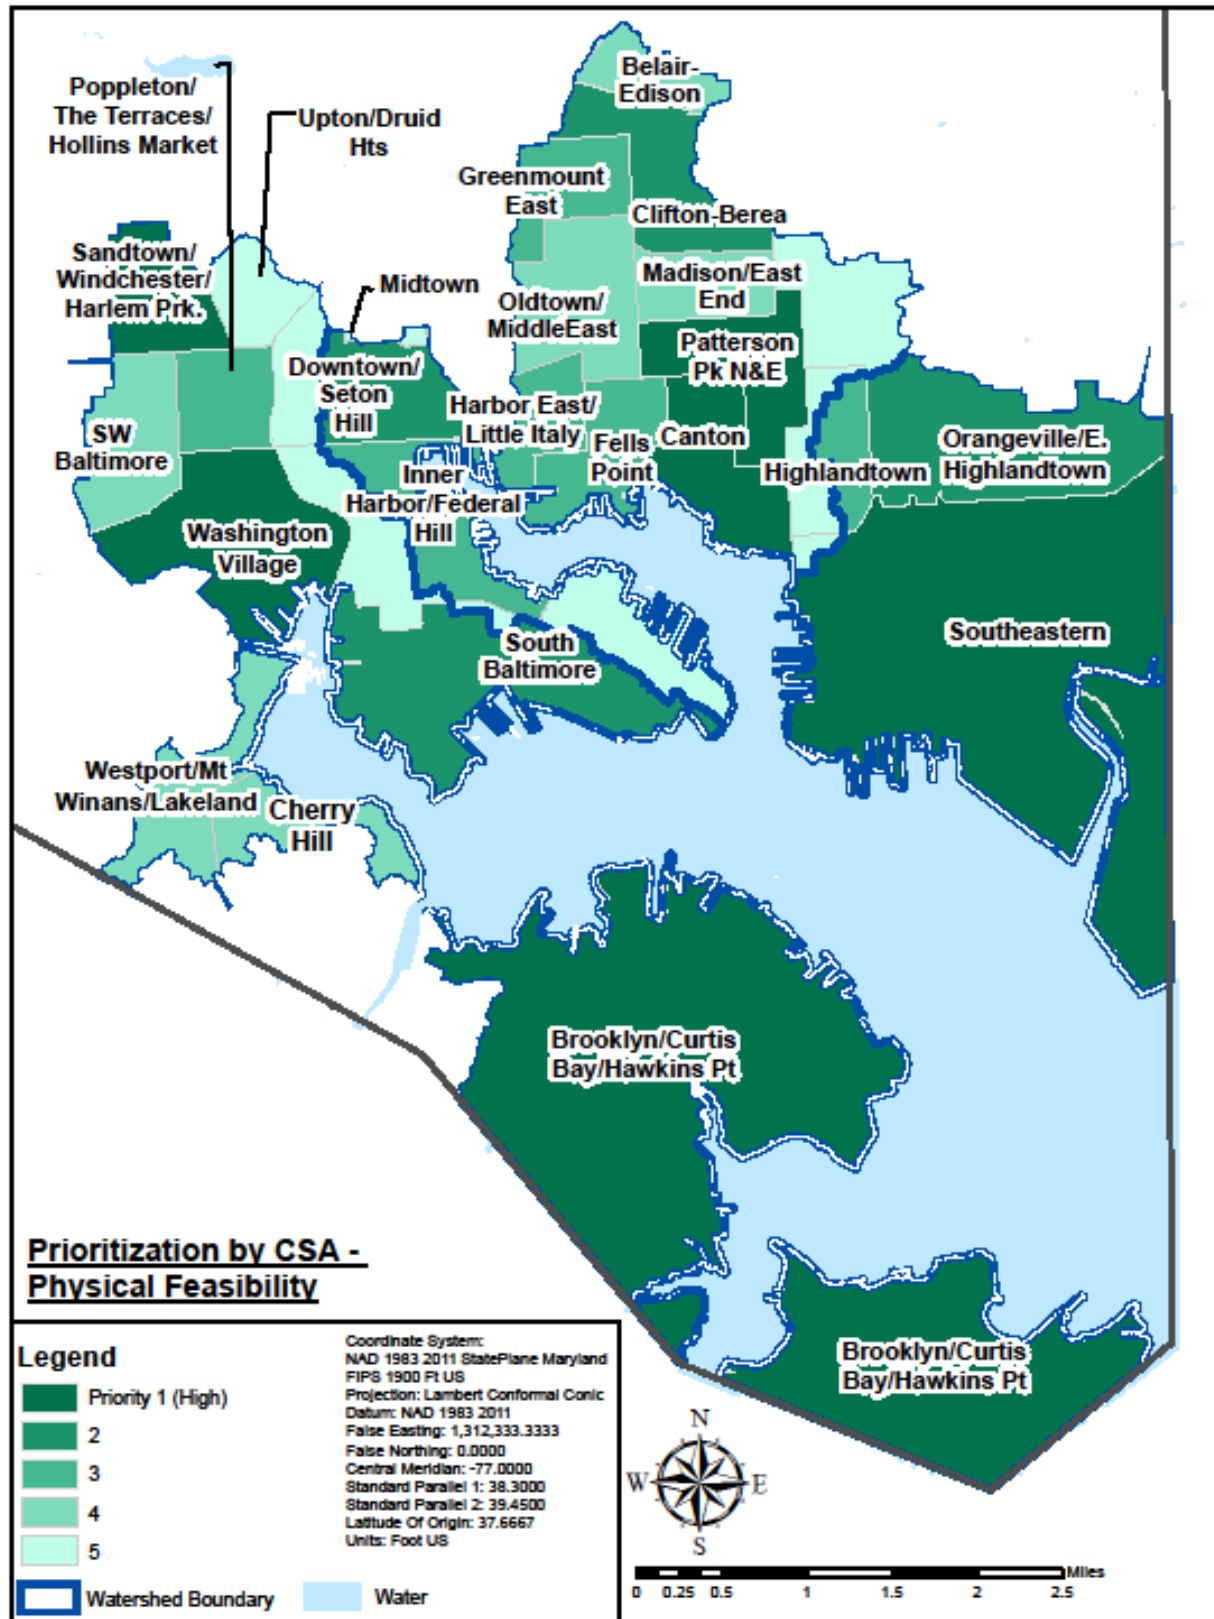 Belair-
Edison
Poppleton/
The Terraces/
Hollins Market
Upton/Druid
Hts
Greenmount
East
Clifton-Berea
Sandtown/
Windchester/
Harlem Prk.
Midtown
Madison/East
End
Oldtown/
MiddleEast
Patterson
Pk N&E
Downtown/
Seton
Hill
Harbor East/
Little Italy
SW
Baltimore
Fells
Point
Canton
Highlandtown
Orangeville/E.
Highlandtown
Inner
Harbor/Federal
Hill
Washington
Village
Southeastern
South
Baltimore
Westport/Mt
Winans/Lakeland
Cherry
Hill
Brooklyn/Curtis
Bay/Hawkins Pt
Brooklyn/Curtis
Bay/Hawkins Pt
Prioritization by CSA -
Physical Feasibility
Legend
Priority 1 (High)
2
3
4
5
Watershed Boundary
Water
Coordinate System:
NAD 1983 2011 StatePlane Maryland
FIPS 1900 Ft US
Projection: Lambert Conformal Conic
Datum: NAD 1983 2011
False Easting: 1,312,333.3333
False Northing: 0.0000
Central Meridian: -77.0000
Standard Parallel 1: 38.3000
Standard Parallel 2: 39.4500
Latitude Of Origin: 37.6667
Units: Foot US
N
W E
S
Miles
0 0.25 0.5 1 1.5 2 2.5